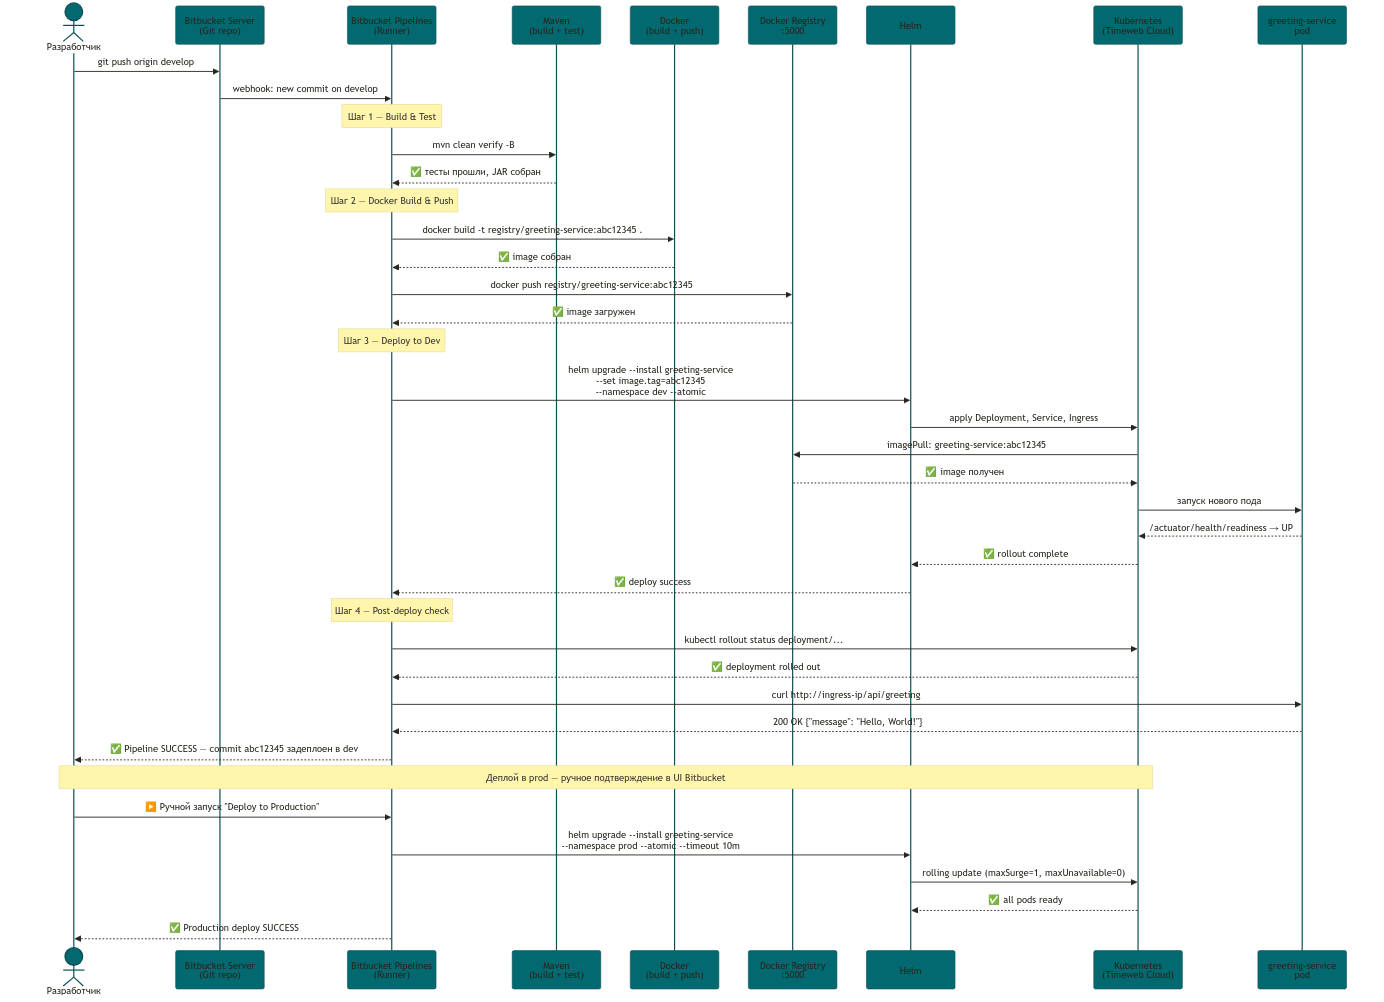 Разработчик
Bitbucket Server
(Git repo)
Bitbucket Pipelines
(Runner)
Maven
(build + test)
Docker
(build + push)
Docker Registry
:5000
Helm
Kubernetes
(Timeweb Cloud)
greeting-service
pod
git push origin develop
webhook: new commit on develop
Шаг 1 — Build & Test
mvn clean verify -B
✅ тесты прошли, JAR собран
Шаг 2 — Docker Build & Push
docker build -t registry/greeting-service:abc12345 .
✅ image собран
docker push registry/greeting-service:abc12345
✅ image загружен
Шаг 3 — Deploy to Dev
helm upgrade --install greeting-service
--set image.tag=abc12345
--namespace dev --atomic
apply Deployment, Service, Ingress
imagePull: greeting-service:abc12345
✅ image получен
запуск нового пода
/actuator/health/readiness → UP
✅ rollout complete
✅ deploy success
Шаг 4 — Post-deploy check
kubectl rollout status deployment/...
✅ deployment rolled out
curl http://ingress-ip/api/greeting
200 OK {"message": "Hello, World!"}
✅ Pipeline SUCCESS — commit abc12345 задеплоен в dev
Деплой в prod — ручное подтверждение в UI Bitbucket
▶️ Ручной запуск "Deploy to Production"
helm upgrade --install greeting-service
--namespace prod --atomic --timeout 10m
rolling update (maxSurge=1, maxUnavailable=0)
✅ all pods ready
✅ Production deploy SUCCESS
Разработчик
Bitbucket Server
(Git repo)
Bitbucket Pipelines
(Runner)
Maven
(build + test)
Docker
(build + push)
Docker Registry
:5000
Helm
Kubernetes
(Timeweb Cloud)
greeting-service
pod